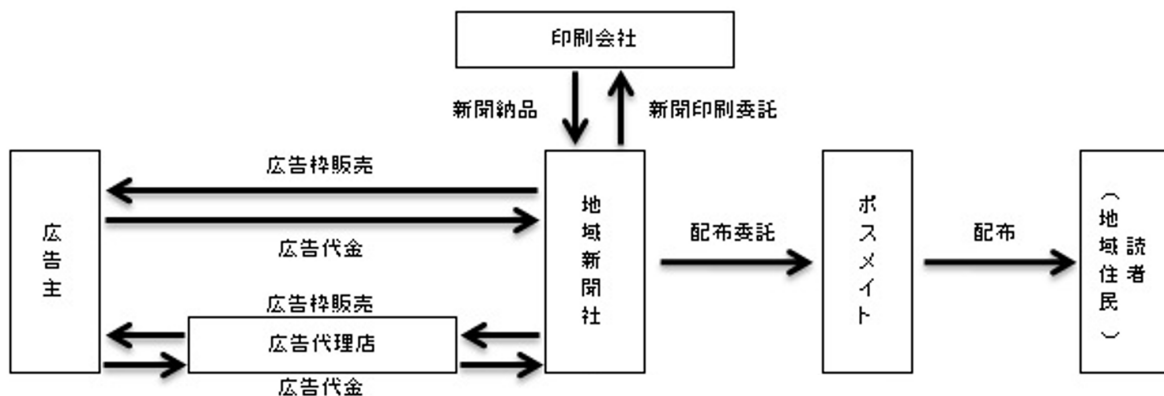 印刷会社
新聞納品
新聞印刷委託
広告枠販売
広告代金
広告主
地域新聞社
配布委託
ポスメイト
配布
読者
（地域住民）
広告枠販売
広告代理店
広告代金